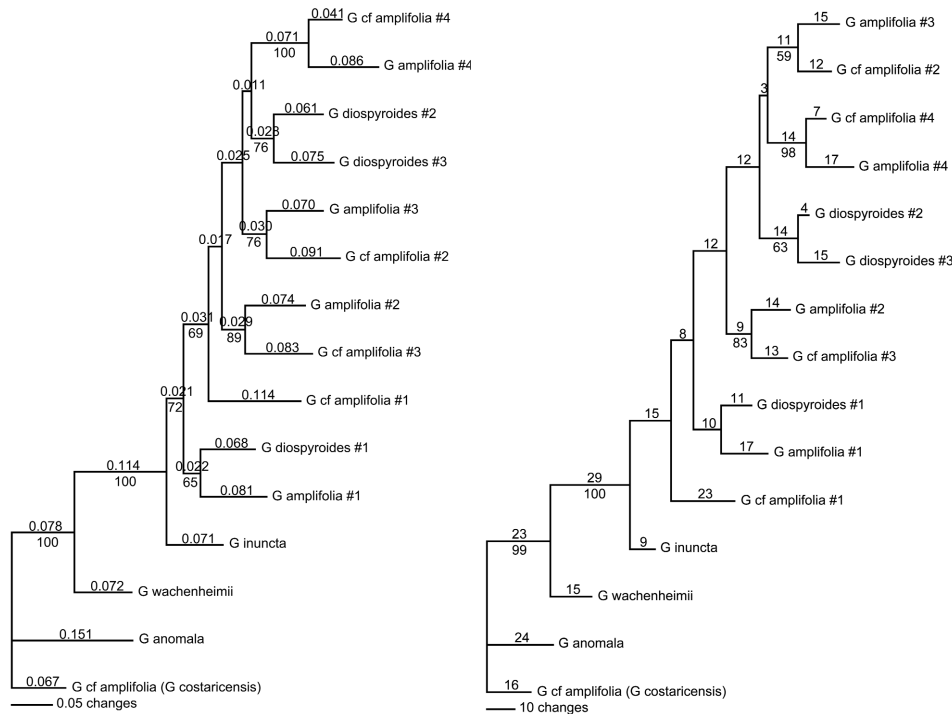 0.041
G cf amplifolia #4
0.071
100
0.086
G amplifolia #4
0.011
0.061
G diospyroides #2
0.023
76
0.075
G diospyroides #3
0.025
0.070
G amplifolia #3
0.030
76
0.091
G cf amplifolia #2
0.017
0.074
G amplifolia #2
0.029
89
0.083
G cf amplifolia #3
0.031
69
0.114
G cf amplifolia #1
0.021
72
0.068
G diospyroides #1
0.022
65
0.081
G amplifolia #1
0.114
100
0.071
G inuncta
0.078
100
0.072
G wachenheimii
0.151
G anomala
0.067
G cf amplifolia (G costaricensis)
0.05 changes
15
G amplifolia #3
11
59
12
G cf amplifolia #2
3
7
G cf amplifolia #4
14
98
17
G amplifolia #4
12
4
G diospyroides #2
14
63
15
G diospyroides #3
12
14
G amplifolia #2
9
83
13
G cf amplifolia #3
8
11
G diospyroides #1
10
17
G amplifolia #1
15
23
G cf amplifolia #1
29
100
9
G inuncta
23
99
15
G wachenheimii
24
G anomala
16
G cf amplifolia (G costaricensis)
10 changes